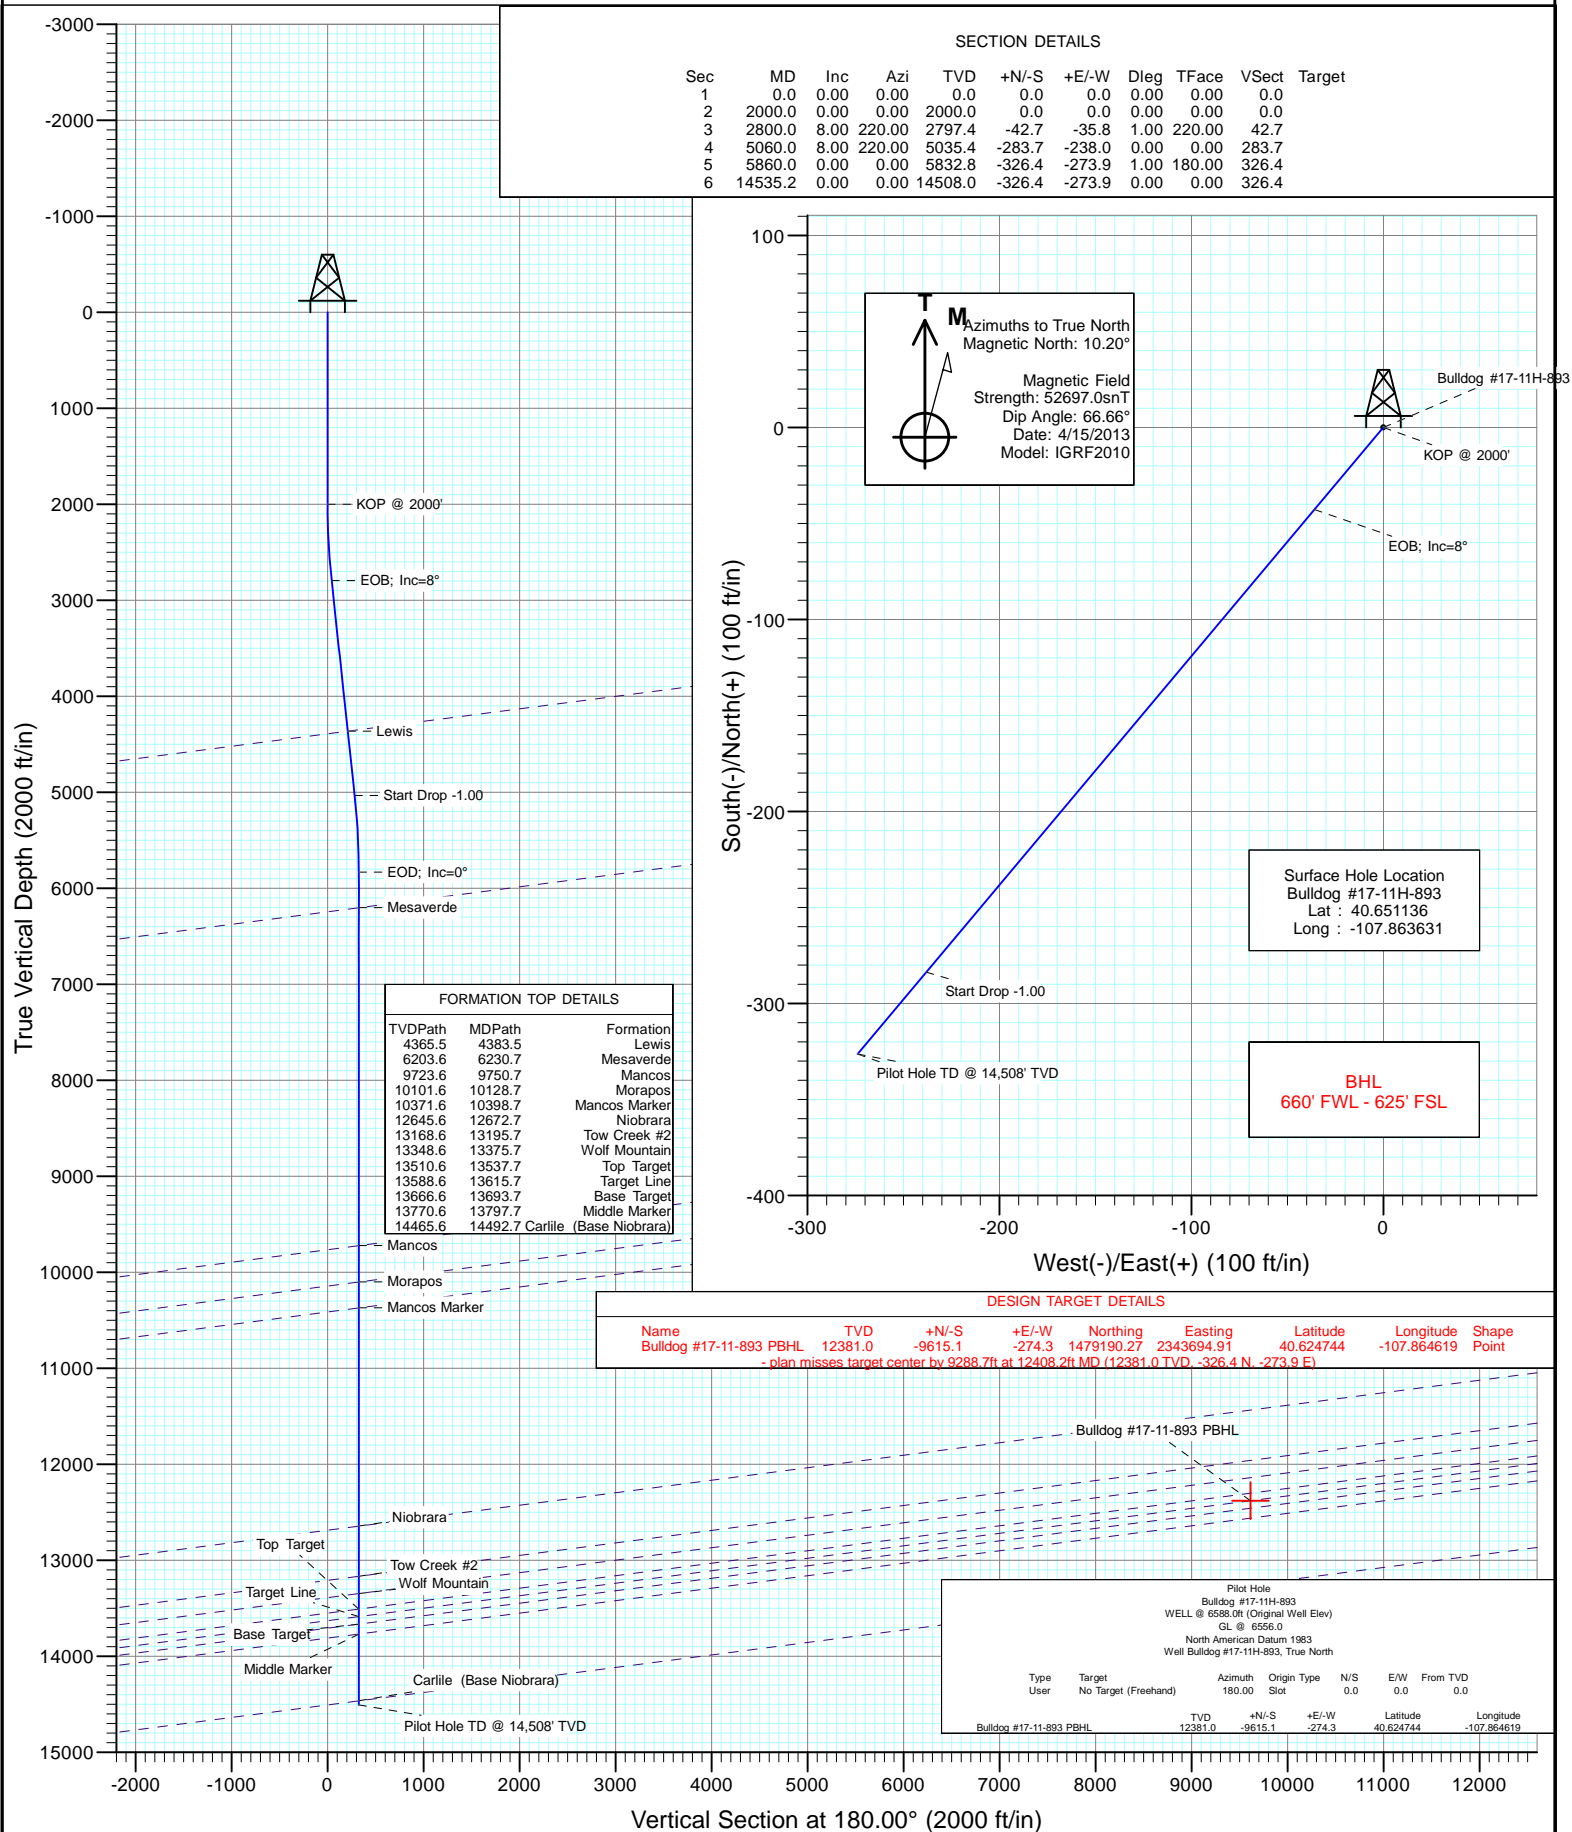 SECTION DETAILS
Sec MD Inc Azi TVD +N/-S +E/-W Dleg TFace VSect Target
1 0.0 0.00 0.00 0.0 0.0 0.0 0.00 0.00 0.0
2 2000.0 0.00 0.00 2000.0 0.0 0.0 0.00 0.00 0.0
3 2800.0 8.00 220.00 2797.4 -42.7 -35.8 1.00 220.00 42.7
4 5060.0 8.00 220.00 5035.4 -283.7 -238.0 0.00 0.00 283.7
5 5860.0 0.00 0.00 5832.8 -326.4 -273.9 1.00 180.00 326.4
6 14535.2 0.00 0.00 14508.0 -326.4 -273.9 0.00 0.00 326.4
True Vertical Depth (2000 ft/in)
-3000
-2000
-1000
0
1000
2000
3000
4000
5000
6000
7000
8000
9000
10000
11000
12000
13000
14000
15000
KOP @ 2000'
EOB; Inc=8°
Lewis
Start Drop -1.00
EOD; Inc=0°
Mesaverde
FORMATION TOP DETAILS
TVDPath MDPath Formation
4365.5 4383.5 Lewis
6203.6 6230.7 Mesaverde
9723.6 9750.7 Mancos
10101.6 10128.7 Morapos
10371.6 10398.7 Mancos Marker
12645.6 12672.7 Niobrara
13168.6 13195.7 Tow Creek #2
13348.6 13375.7 Wolf Mountain
13510.6 13537.7 Top Target
13588.6 13615.7 Target Line
13666.6 13693.7 Base Target
13770.6 13797.7 Middle Marker
14465.6 14492.7 Carlile (Base Niobrara)
Mancos
Morapos
Mancos Marker
Niobrara
Top Target
Tow Creek #2
Wolf Mountain
Target Line
Base Target
Middle Marker
Carlile (Base Niobrara)
Pilot Hole TD @ 14,508' TVD
Bulldog #17-11-893 PBHL
-2000 -1000 0 1000 2000 3000 4000 5000 6000 7000 8000 9000 10000 11000 12000
Vertical Section at 180.00° (2000 ft/in)
T
M
Azimuths to True North
Magnetic North: 10.20°
Magnetic Field
Strength: 52697.0snT
Dip Angle: 66.66°
Date: 4/15/2013
Model: IGRF2010
South(-)/North(+) (100 ft/in)
100
0
-100
-200
-300
-400
Bulldog #17-11H-893
KOP @ 2000'
EOB; Inc=8°
Start Drop -1.00
Pilot Hole TD @ 14,508' TVD
Surface Hole Location
Bulldog #17-11H-893
Lat : 40.651136
Long : -107.863631
BHL
660' FWL - 625' FSL
-300 -200 -100 0
West(-)/East(+) (100 ft/in)
DESIGN TARGET DETAILS
Name TVD +N/-S +E/-W Northing Easting Latitude Longitude Shape
Bulldog #17-11-893 PBHL 12381.0 -9615.1 -274.3 1479190.27 2343694.91 40.624744 -107.864619 Point
- plan misses target center by 9288.7ft at 12408.2ft MD (12381.0 TVD, -326.4 N, -273.9 E)
Pilot Hole
Bulldog #17-11H-893
WELL @ 6588.0ft (Original Well Elev)
GL @ 6556.0
North American Datum 1983
Well Bulldog #17-11H-893, True North
Type Target Azimuth Origin Type N/S E/W From TVD
User No Target (Freehand) 180.00 Slot 0.0 0.0 0.0
TVD +N/-S +E/-W Latitude Longitude
Bulldog #17-11-893 PBHL 12381.0 -9615.1 -274.3 40.624744 -107.864619